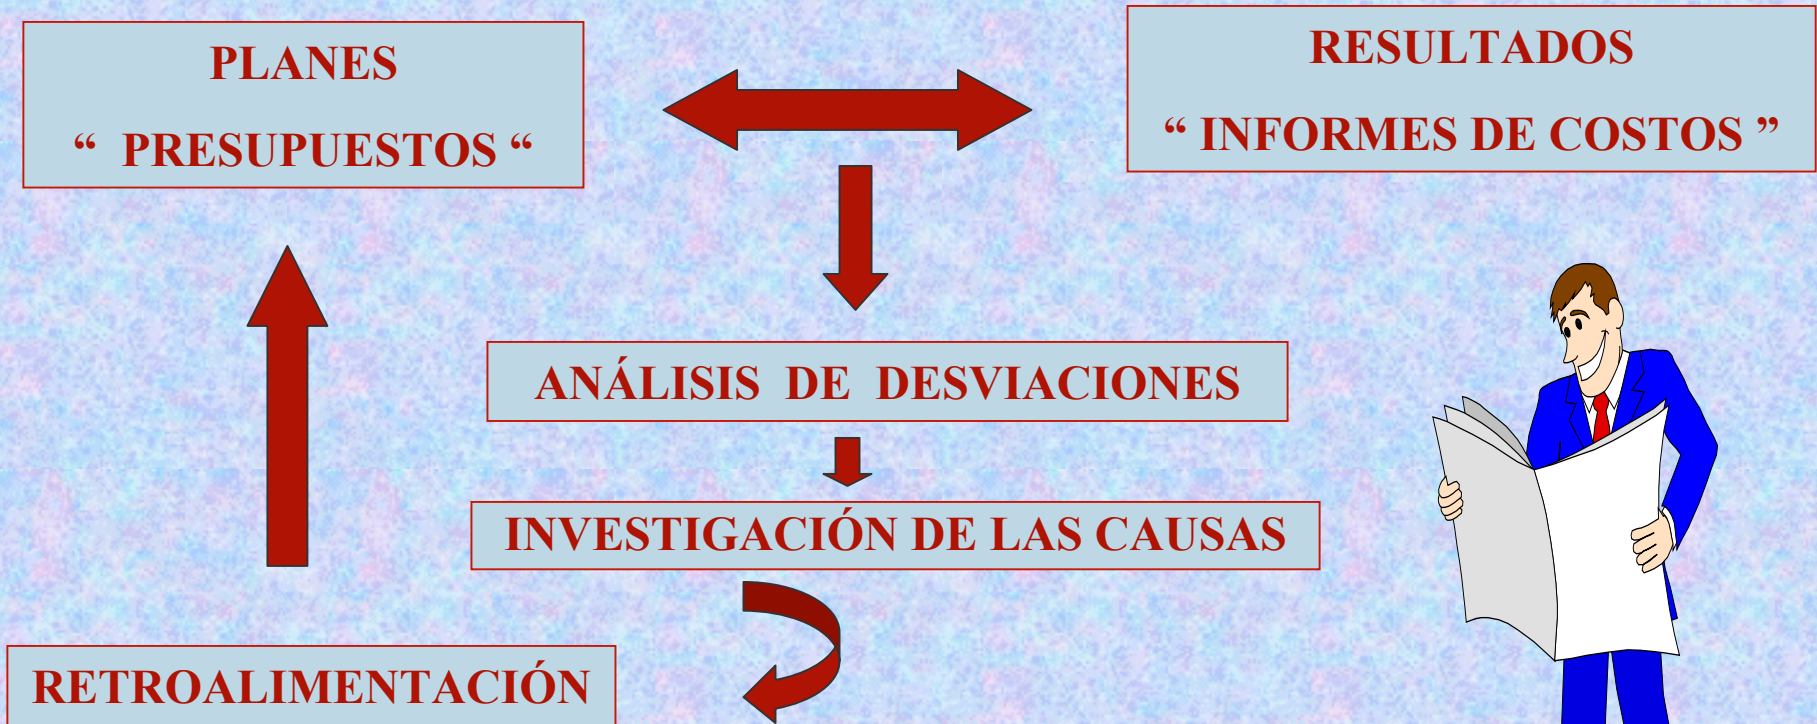 PLANES
“ PRESUPUESTOS “
RESULTADOS
“ INFORMES DE COSTOS ”
ANÁLISIS DE DESVIACIONES
INVESTIGACIÓN DE LAS CAUSAS
RETROALIMENTACIÓN